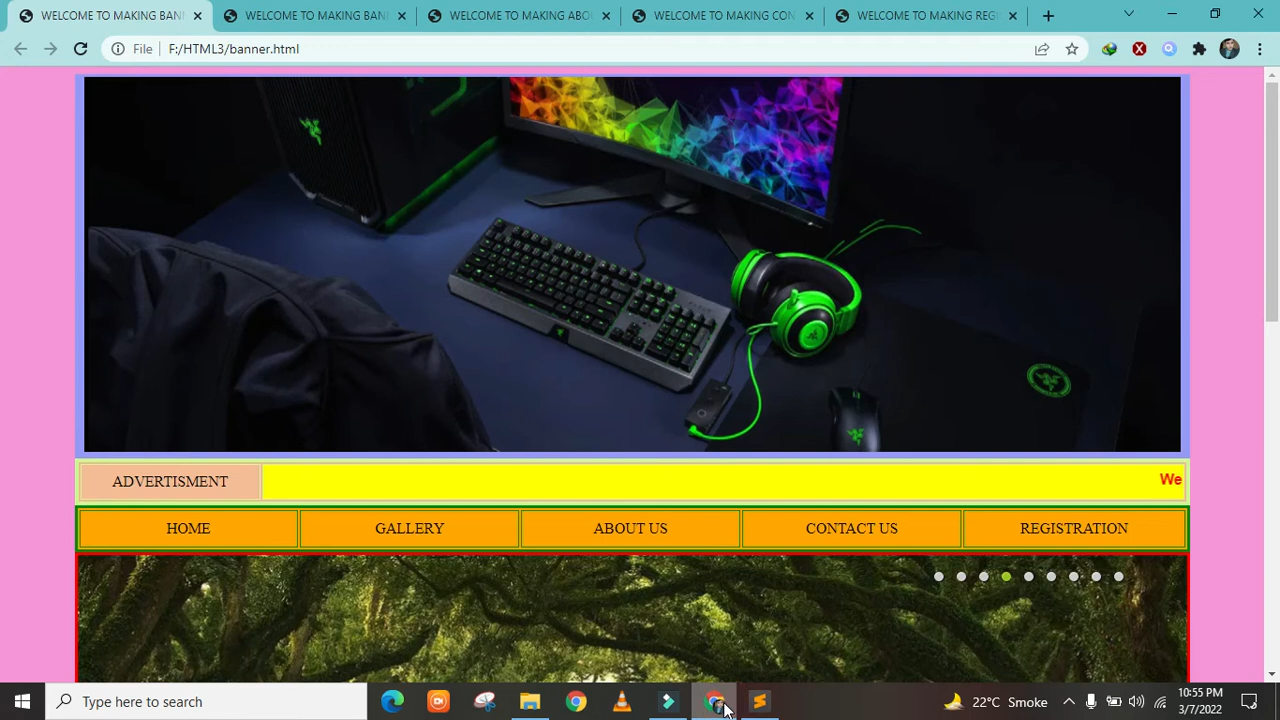 WELCOME TO MAKING BAN
WELCOME TO MAKING BAN
WELCOME TO MAKING ABO
WELCOME TO MAKING CON
WELCOME TO MAKING REG
File
F:/HTML3/banner.html
ADVERTISMENT
We
HOME
GALLERY
ABOUT US
CONTACT US
REGISTRATION
Type here to search
22°C Smoke
10:55 PM
3/7/2022